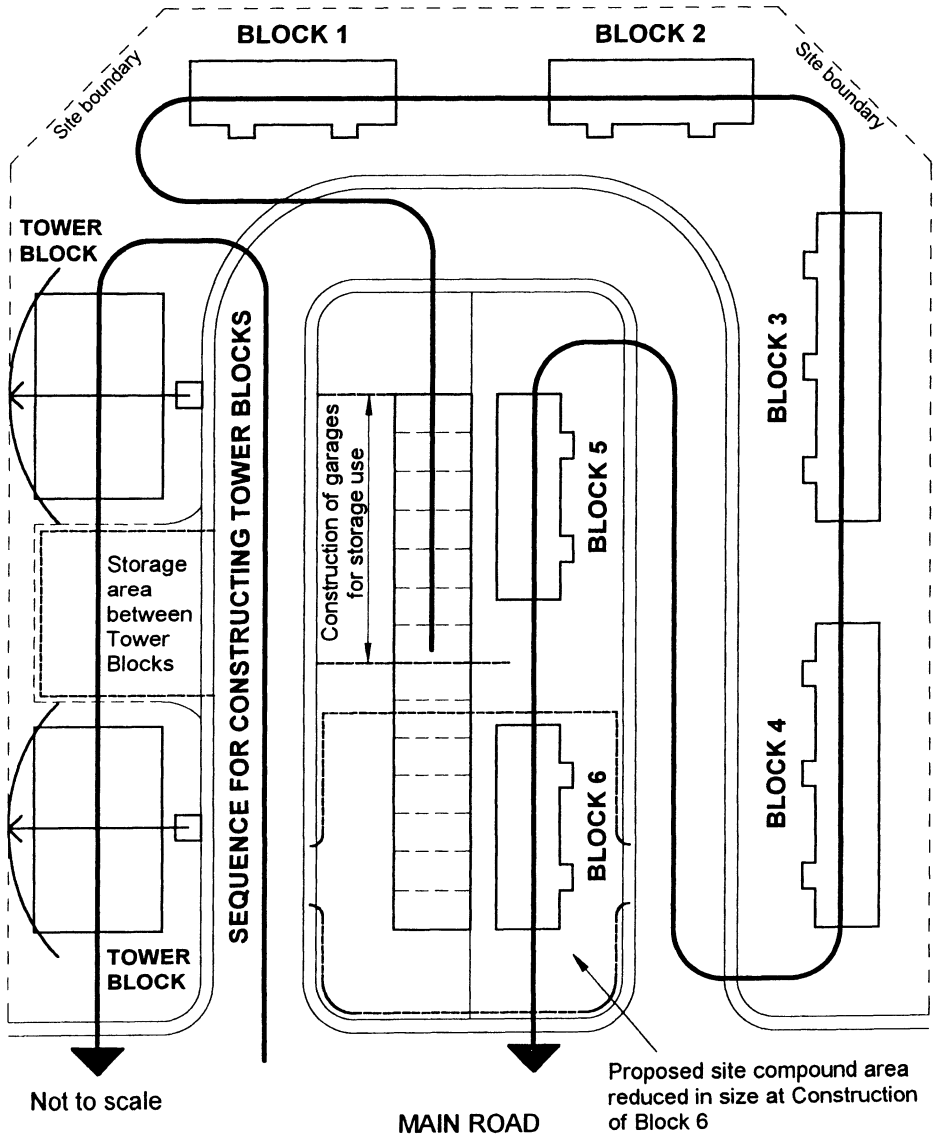 BLOCK 1
BLOCK 2
Site boundary
Site boundary
TOWER
BLOCK
BLOCK 3
SEQUENCE FOR CONSTRUCTING TOWER BLOCKS
Construction of garages
for storage use
BLOCK 5
Storage
area
between
Tower
Blocks
BLOCK 4
BLOCK 6
TOWER
BLOCK
Proposed site compound area
reduced in size at Construction
of Block 6
Not to scale
MAIN ROAD